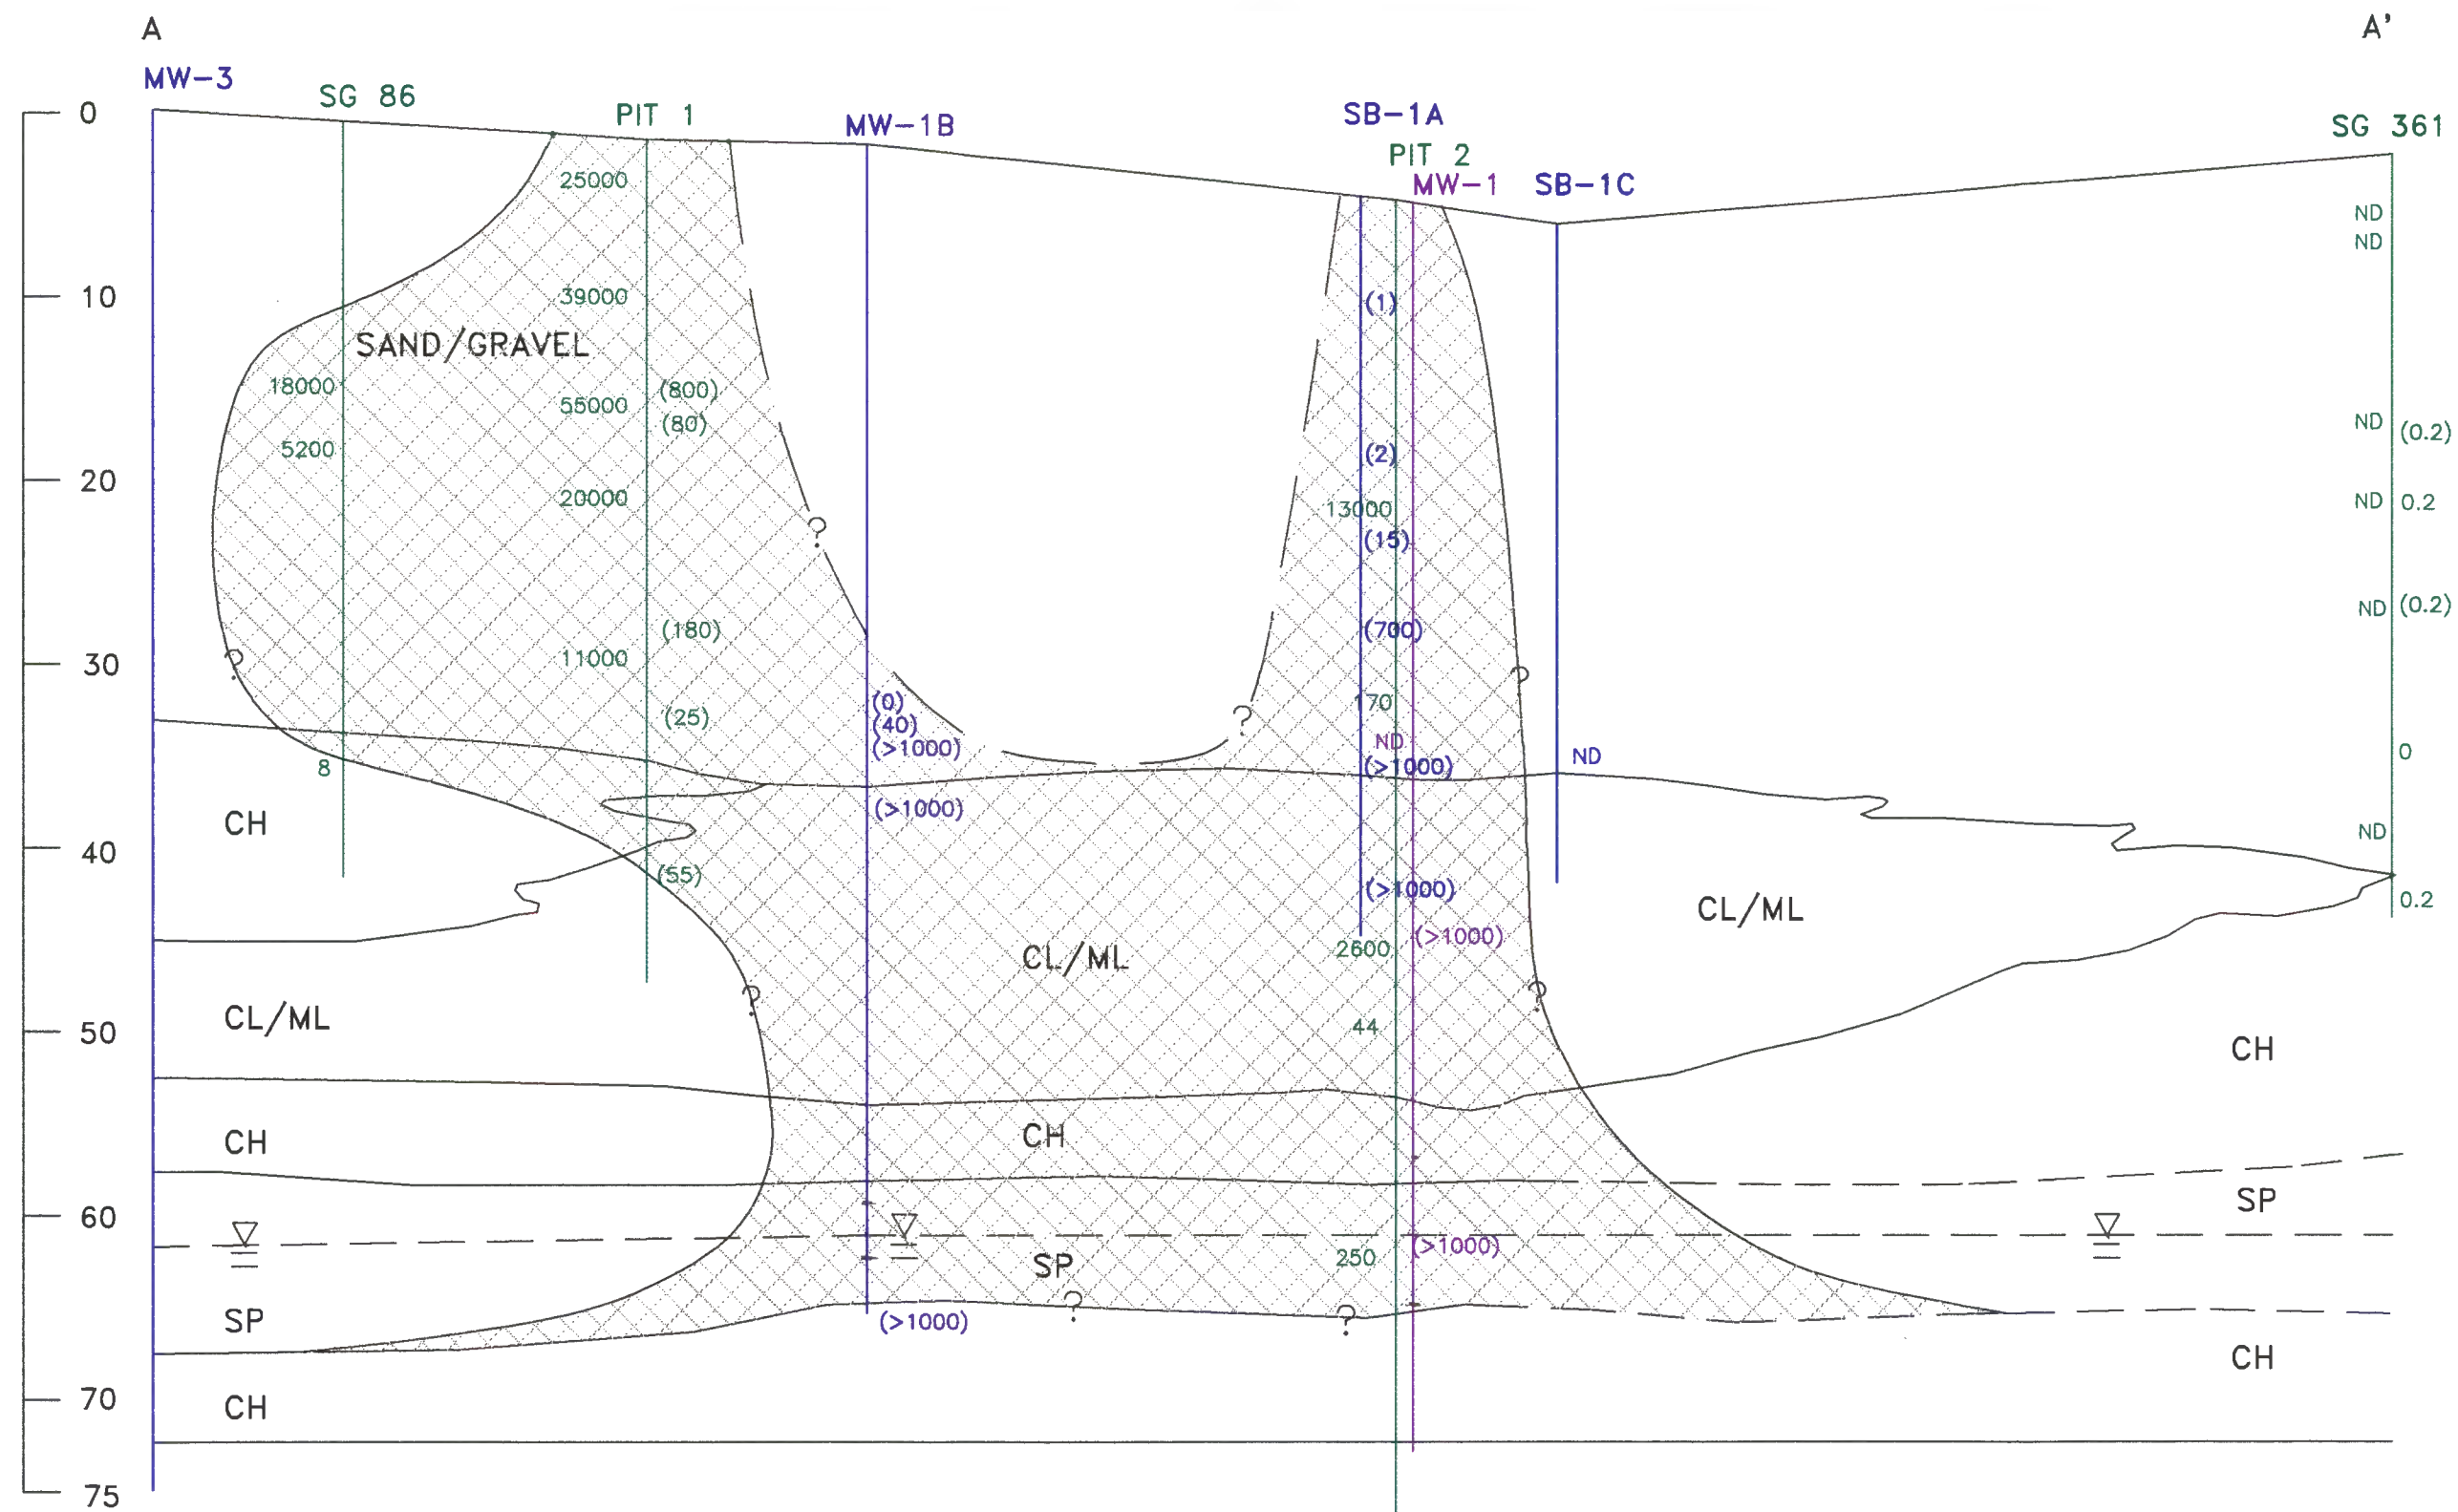 A A'
MW-3
SG 86
PIT 1
MW-1B
SB-1A
PIT 2
MW-1 SB-1C
SG 361
0
25000
ND
ND
10
39000
(1)
SAND/GRAVEL
18000
(800)
55000
(80)
ND
(0.2)
5200
(2)
20
20000
13000
ND 0.2
?
(15)
ND (0.2)
(180)
(700)
30
?
11000
?
(0)
170
(25)
?
(40)
(>1000)
ND
ND
0
8
(>1000)
(>1000)
CH
ND
40
(55)
(>1000)
0.2
CL/ML
(>1000)
2600
CL/ML
?
?
CL/ML
44
50
CH
CH
CH
60
SP
(>1000)
250
SP
?
?
SP
(>1000)
CH
70
CH
75